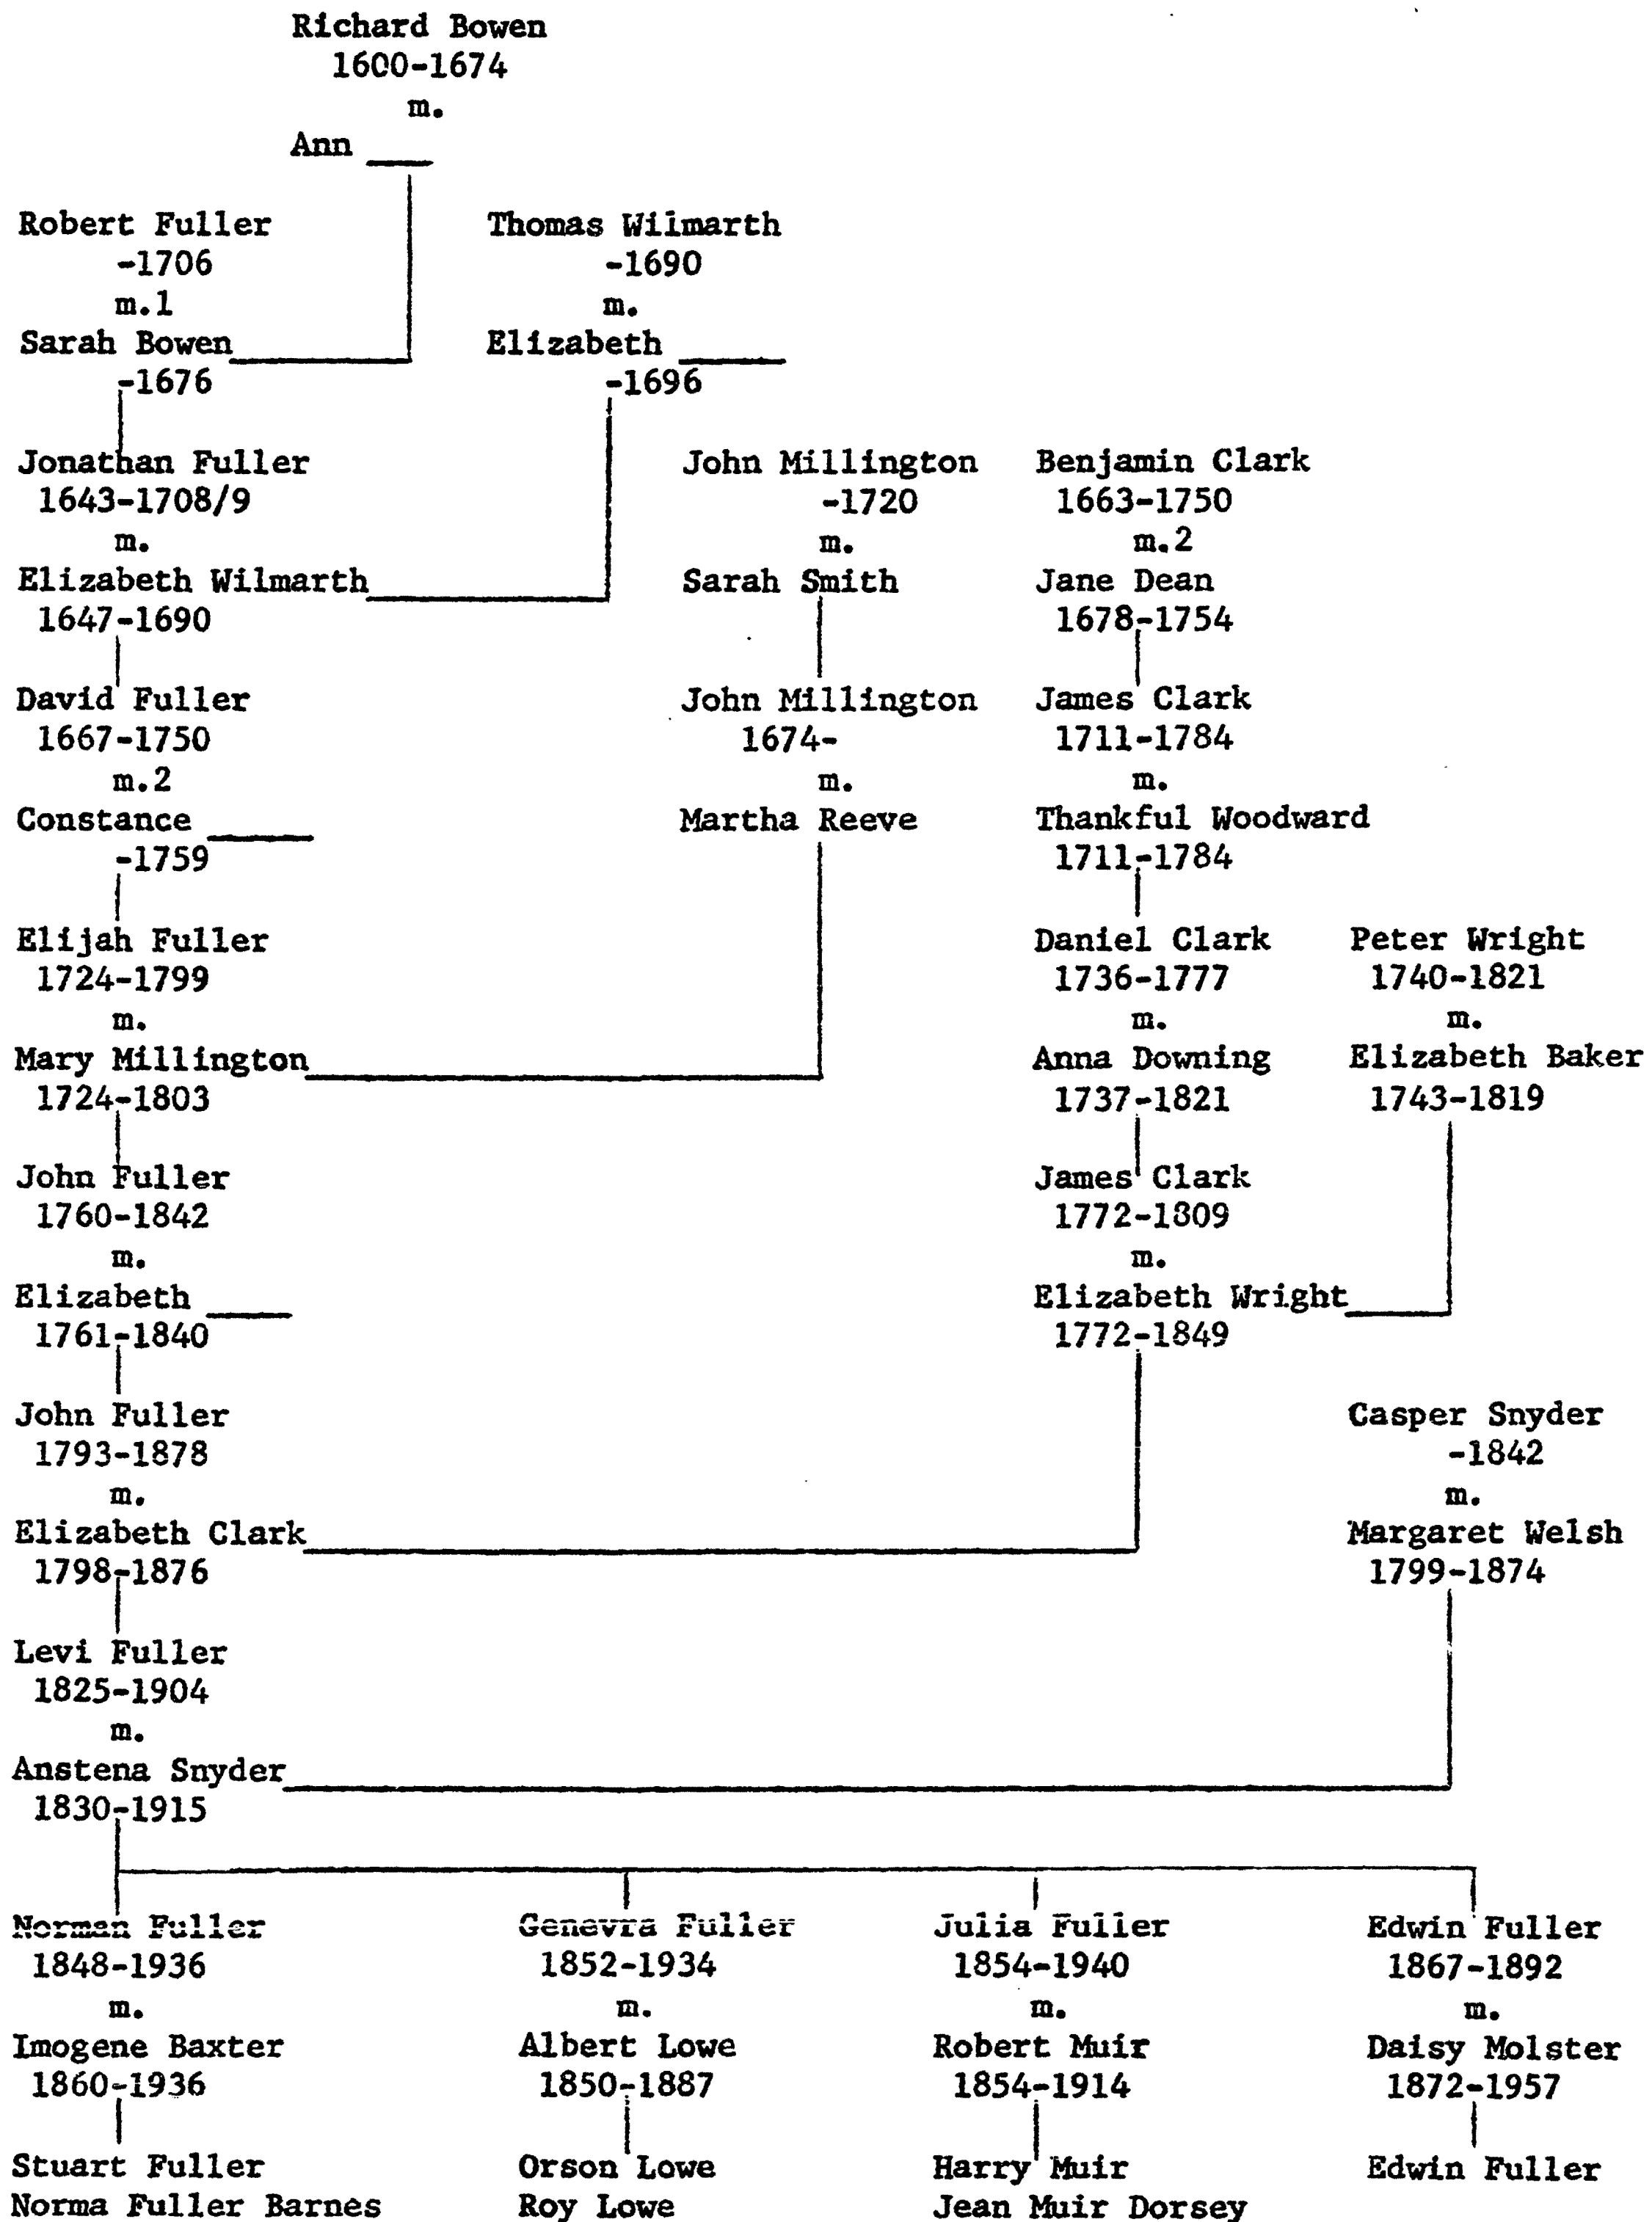 Richard Bowen
1600-1674
m.
Ann ____
Robert Fuller
-1706
m.1
Sarah Bowen
-1676
Thomas Wilmarth
-1690
m.
Elizabeth ____
-1696
Jonathan Fuller
1643-1708/9
m.
Elizabeth Wilmarth
1647-1690
John Millington
-1720
m.
Sarah Smith
Benjamin Clark
1663-1750
m.2
Jane Dean
1678-1754
David Fuller
1667-1750
m.2
Constance ____
-1759
John Millington
1674-
m.
Martha Reeve
James Clark
1711-1784
m.
Thankful Woodward
1711-1784
Elijah Fuller
1724-1799
m.
Mary Millington
1724-1803
Daniel Clark
1736-1777
m.
Anna Downing
1737-1821
Peter Wright
1740-1821
m.
Elizabeth Baker
1743-1819
John Fuller
1760-1842
m.
Elizabeth ____
1761-1840
James Clark
1772-1809
m.
Elizabeth Wright
1772-1849
John Fuller
1793-1878
m.
Elizabeth Clark
1798-1876
Casper Snyder
-1842
m.
Margaret Welsh
1799-1874
Levi Fuller
1825-1904
m.
Anstena Snyder
1830-1915
Norman Fuller
1848-1936
m.
Imogene Baxter
1860-1936
Stuart Fuller
Norma Fuller Barnes
Genevra Fuller
1852-1934
m.
Albert Lowe
1850-1887
Orson Lowe
Roy Lowe
Julia Fuller
1854-1940
m.
Robert Muir
1854-1914
Harry Muir
Jean Muir Dorsey
Edwin Fuller
1867-1892
m.
Daisy Molster
1872-1957
Edwin Fuller